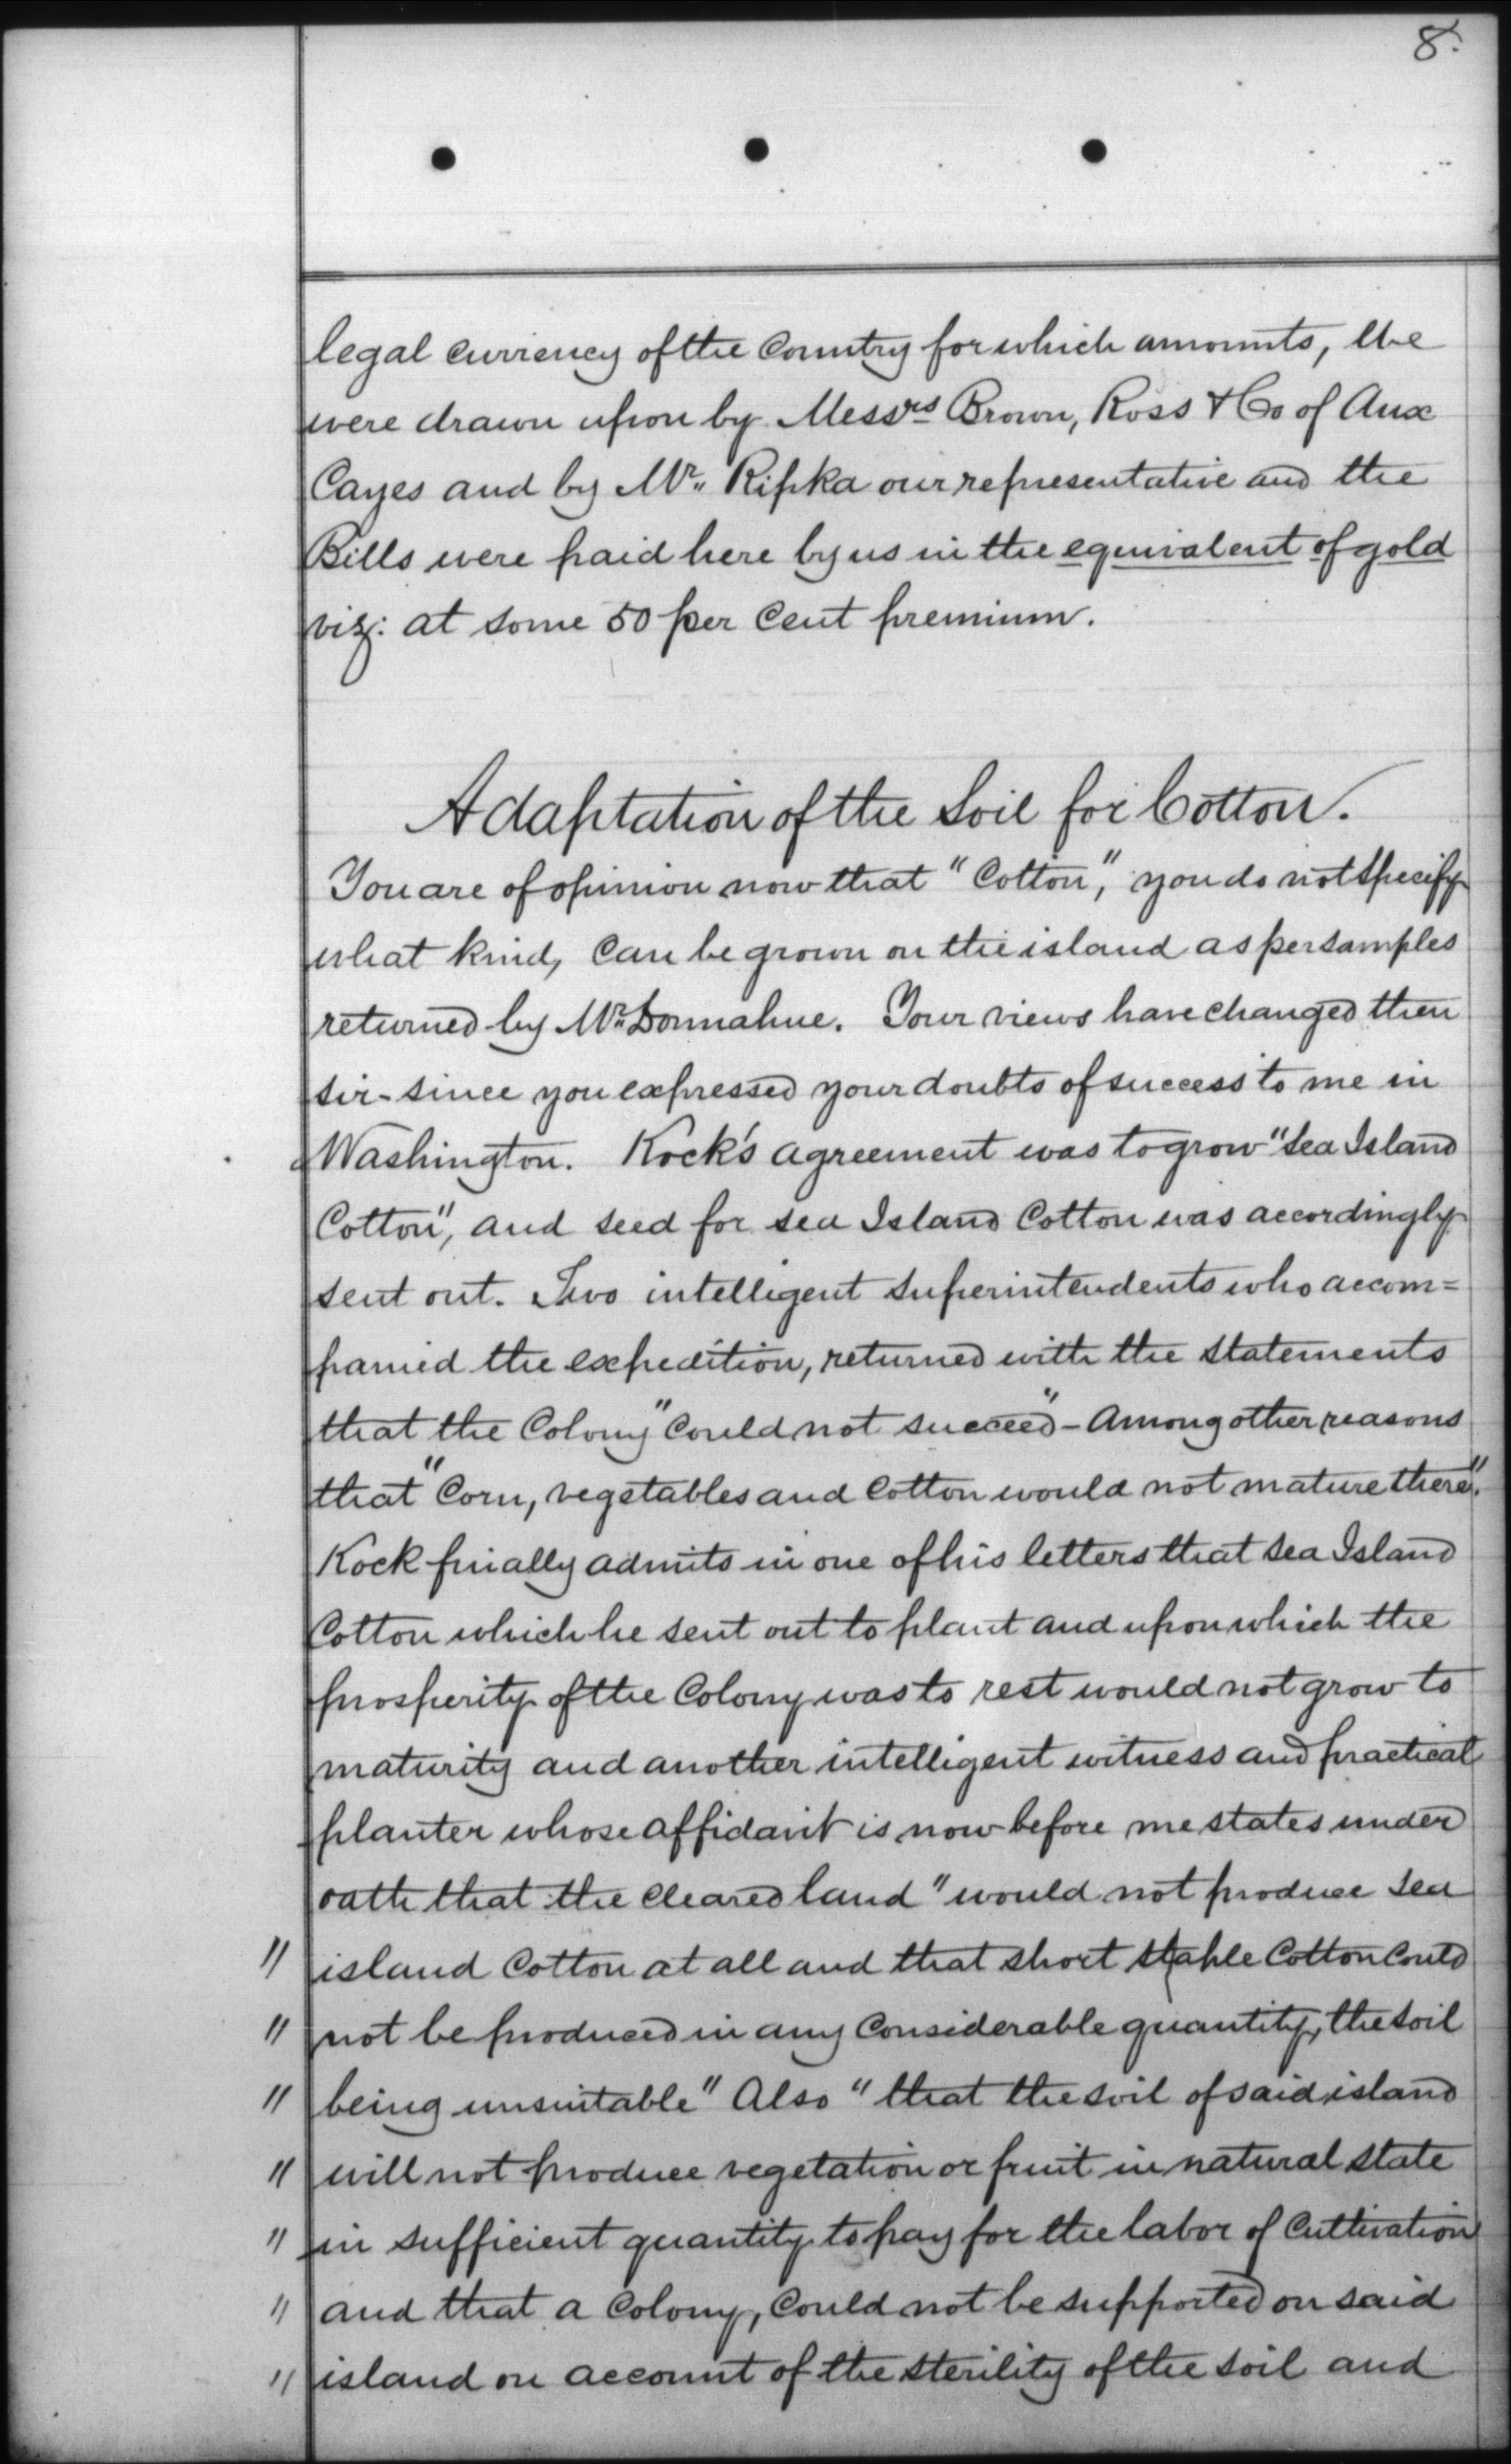 8.
legal currency of the Country for which amounts, the
were drawn upon by Messrs Brown, Ross & Co of Aux
Cayes and by Mr. Ripka our representative and the
Bills were paid here by us in the equivalent of gold
viz: at some 50 per Cent premium.
Adaptation of the Soil for Cotton.
You are of opinion now that "Cotton," you do not specify
what kind, Can be grown on the island as per samples
returned by Mr. Donnahue. Your views have changed then
sir - since you expressed your doubts of success to me in
Washington. Kock's agreement was to grow "Sea Island
Cotton", and seed for sea Island Cotton was accordingly
sent out. Two intelligent Superintendents who accom=
panied the expedition, returned with the statements
that the Colony "Could not succeed" - Among other reasons
that "Corn, vegetables and Cotton would not mature there".
Kock finally admits in one of his letters that sea Island
Cotton which he sent out to plant and upon which the
prosperity of the Colony was to rest would not grow to
maturity and another intelligent witness and practical
planter whose affidavit is now before me states under
oath that the cleared land "would not produce sea
" island Cotton at all and that short staple Cotton Could
" not be produced in any Considerable quantity, the soil
" being unsuitable" Also "that the soil of said island
" will not produce vegetation or fruit in natural state
" in sufficient quantity to pay for the labor of Cultivation
" and that a Colony, Could not be supported on said
" island on account of the sterility of the soil and